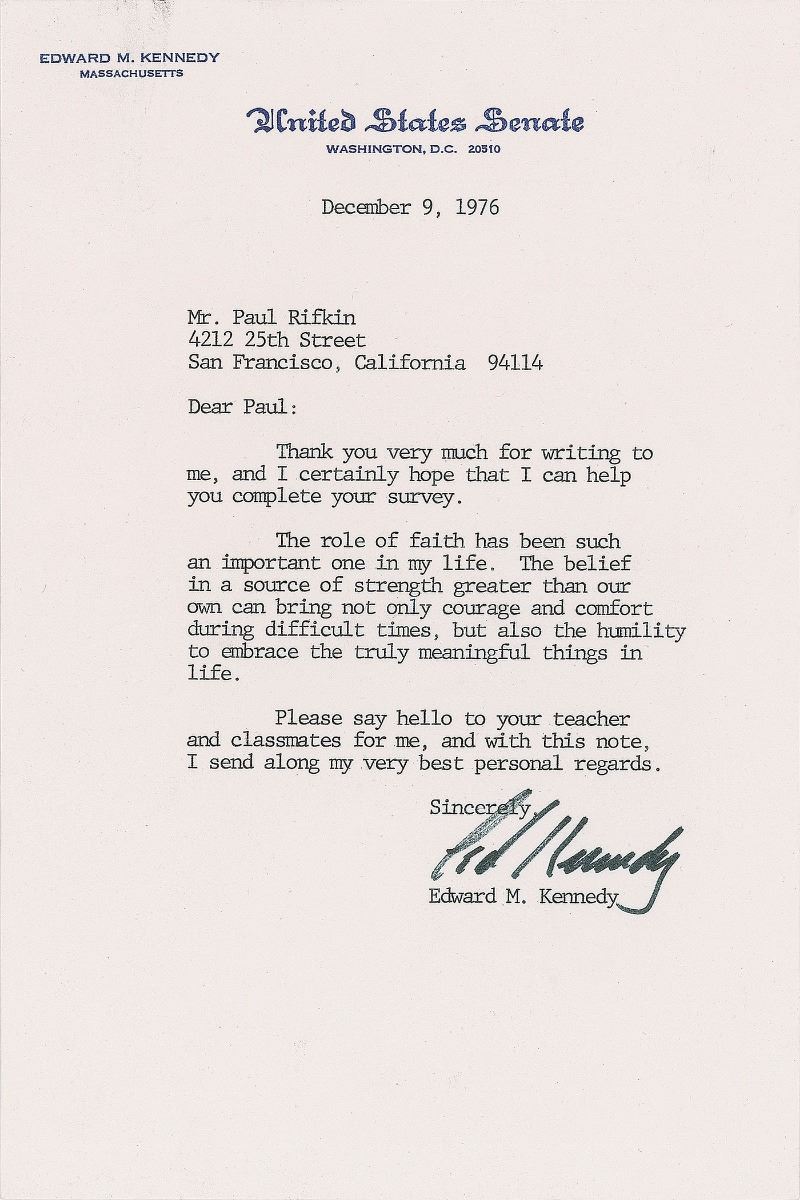 EDWARD M. KENNEDY
MASSACHUSETTS
United States Senate
WASHINGTON, D.C. 20510
December 9, 1976
Mr. Paul Rifkin
4212 25th Street
San Francisco, California 94114
Dear Paul:
Thank you very much for writing to
me, and I certainly hope that I can help
you complete your survey.
The role of faith has been such
an important one in my life. The belief
in a source of strength greater than our
own can bring not only courage and comfort
during difficult times, but also the humility
to embrace the truly meaningful things in
life.
Please say hello to your teacher
and classmates for me, and with this note,
I send along my very best personal regards.
Sincerely,
Ted Kennedy
Edward M. Kennedy